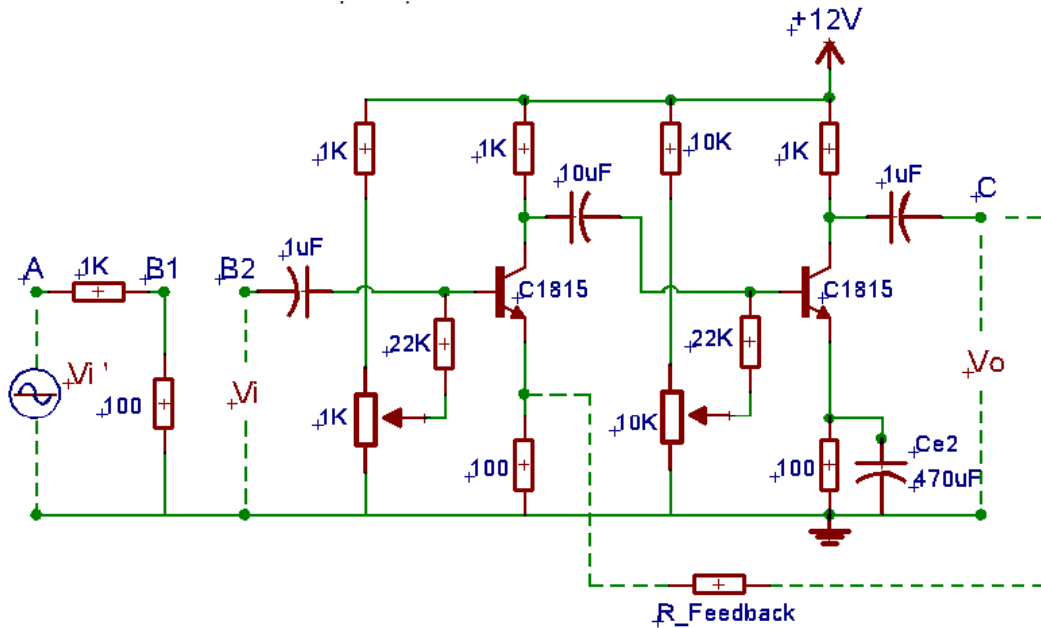 +12V
1K
1K
10K
1K
10uF
1uF
C
A
1K
B1
B2
1uF
C1815
C1815
22K
22K
Vi '
100
Vi
1K
10K
Vo
100
100
Ce2
470uF
R_Feedback